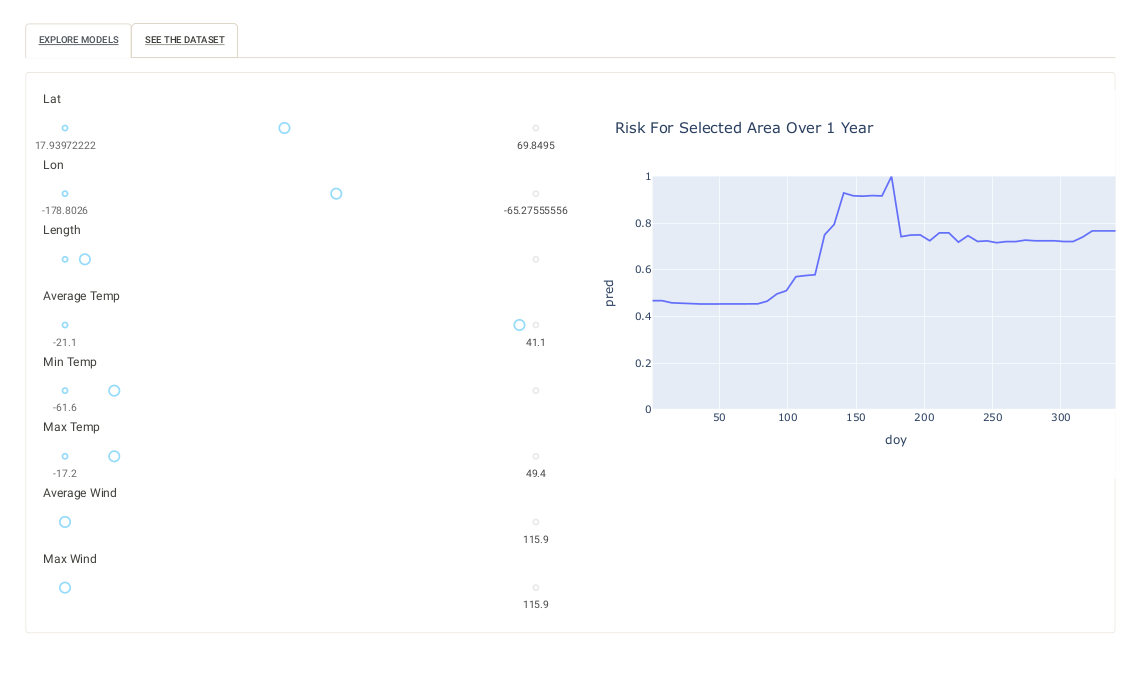 EXPLORE MODELS
SEE THE DATASET
Lat
17.93972222
69.8495
Lon
-178.8026
-65.27555556
Length
Average Temp
-21.1
41.1
Min Temp
-61.6
Max Temp
-17.2
49.4
Average Wind
115.9
Max Wind
115.9
Risk For Selected Area Over 1 Year
1
0.8
0.6
0.4
0.2
0
pred
50
100
150
200
250
300
doy